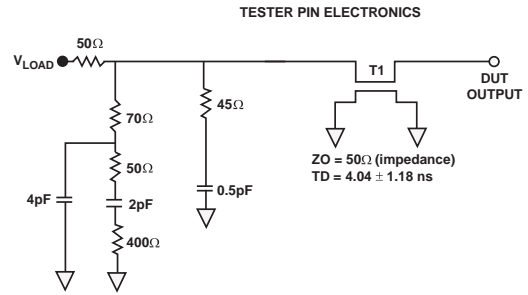 TESTER PIN ELECTRONICS
50Ω
VLOAD
T1
DUT
OUTPUT
70Ω
45Ω
50Ω
4pF
2pF
0.5pF
400Ω
ZO = 50Ω (impedance)
TD = 4.04 ± 1.18 ns